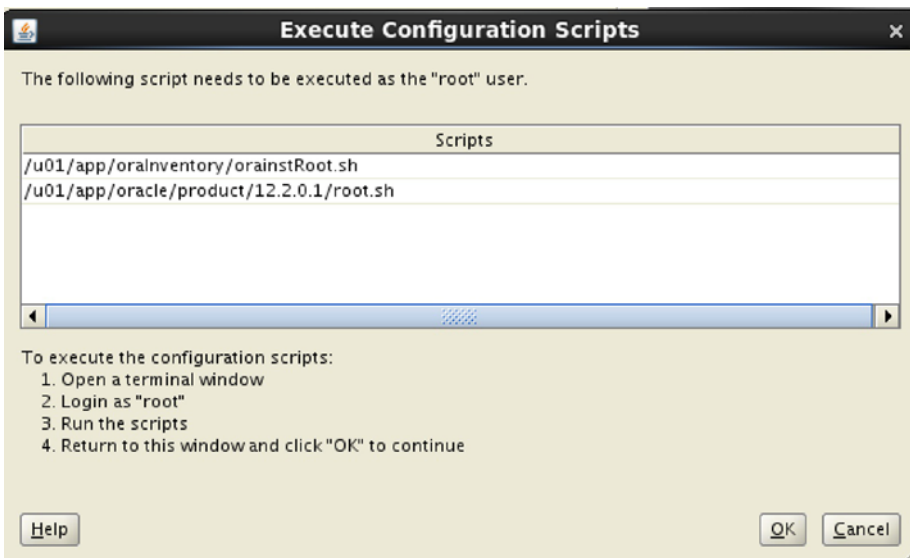 Execute Configuration Scripts
The following script needs to be executed as the "root" user.
Scripts
/u01/app/oraInventory/orainstRoot.sh
/u01/app/oracle/product/12.2.0.1/root.sh
To execute the configuration scripts:
1. Open a terminal window
2. Login as "root"
3. Run the scripts
4. Return to this window and click "OK" to continue
Help
OK
Cancel